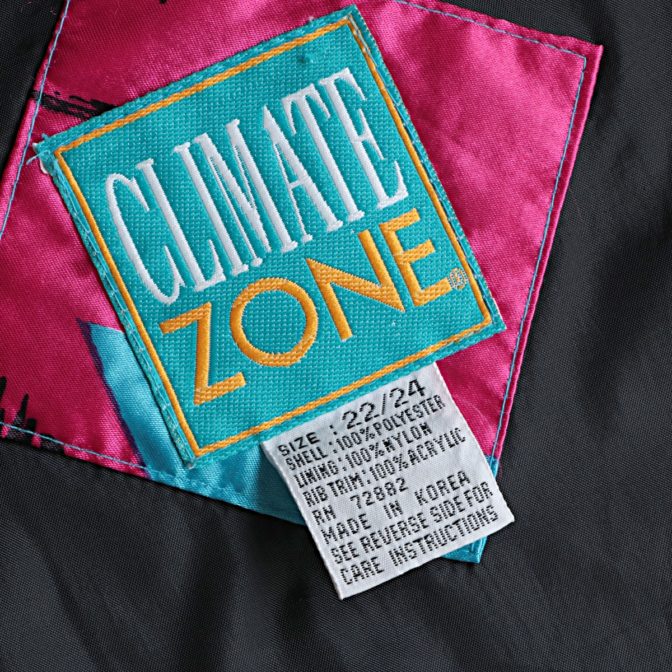 CLIMATE
ZONE®
SIZE : 22/24
SHELL:100%POLYESTER
LINING:100%NYLON
RIB TRIM:100%ACRYLIC
RN 72882
MADE IN KOREA
SEE REVERSE SIDE FOR
CARE INSTRUCTIONS